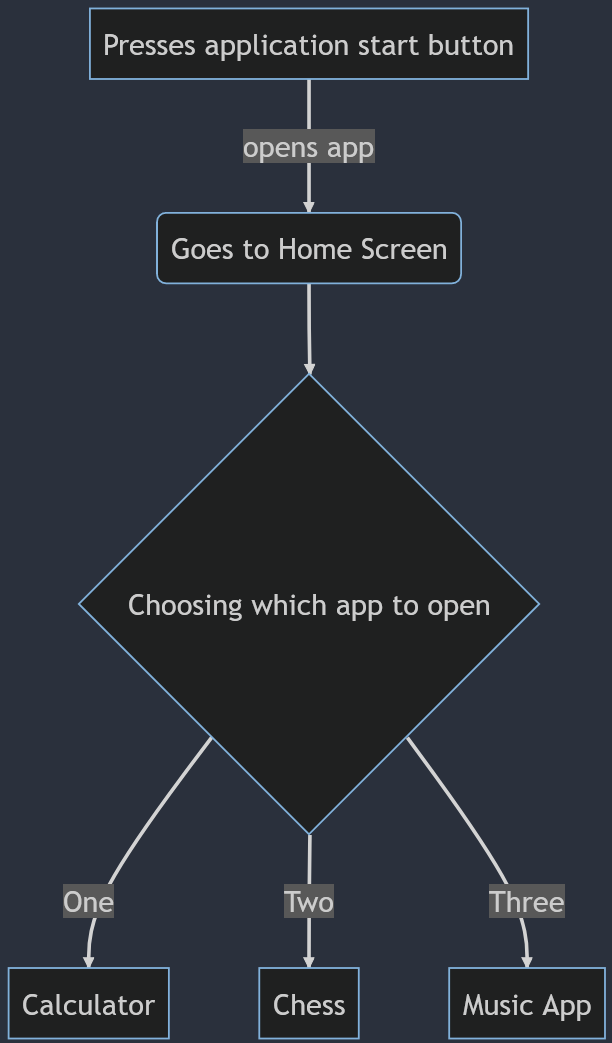 Presses application start button
opens app
Goes to Home Screen
Choosing which app to open
One
Two
Three
Calculator
Chess
Music App